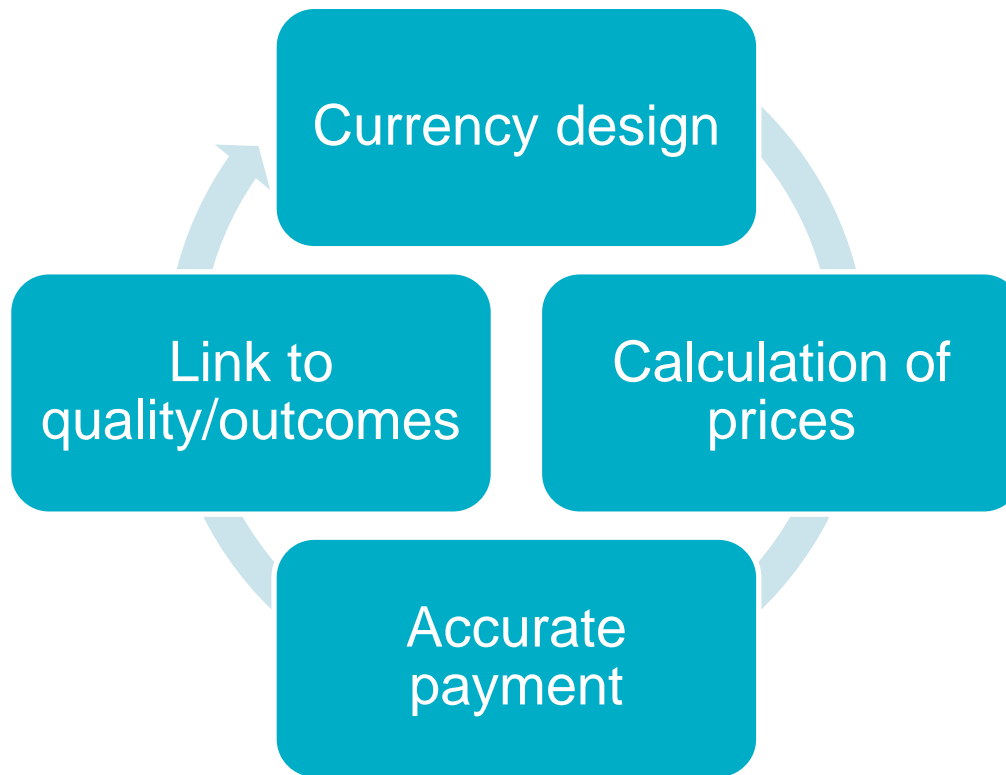 Currency design
Link to
quality/outcomes
Calculation of
prices
Accurate
payment